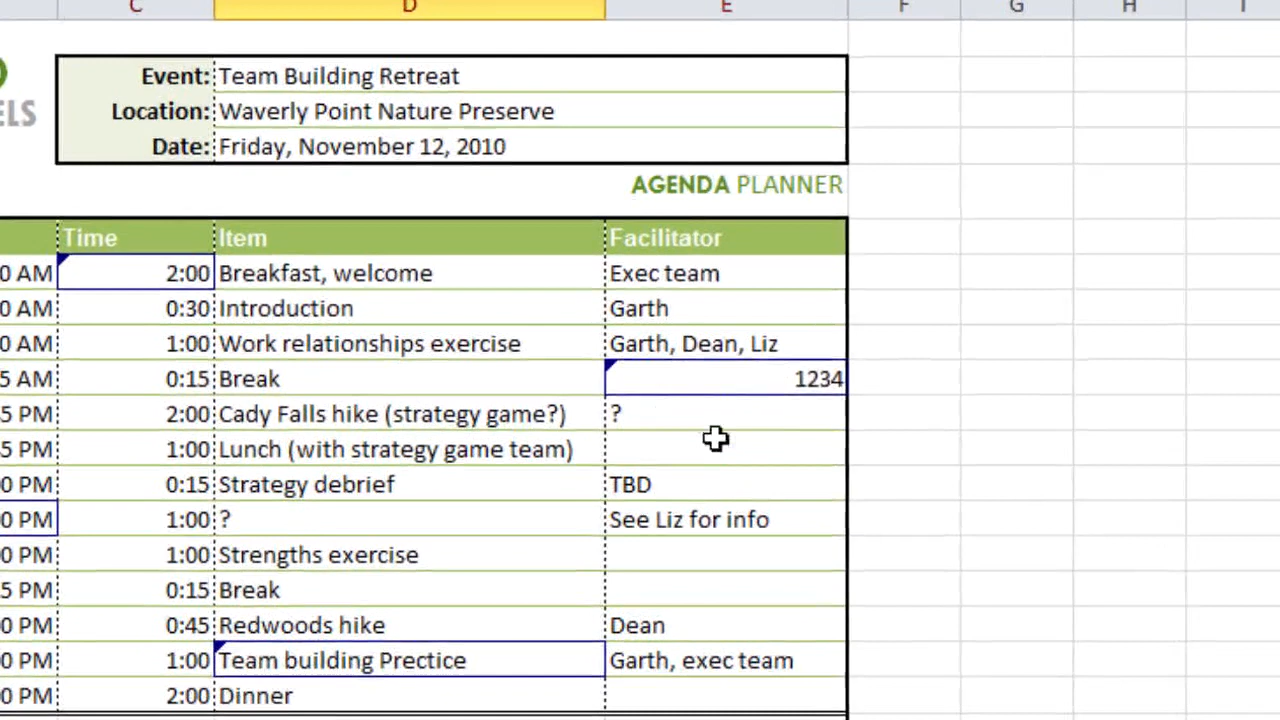 C D E F G H I
Event: Team Building Retreat
ELS Location: Waverly Point Nature Preserve
Date: Friday, November 12, 2010
AGENDA PLANNER
Time Item Facilitator
0 AM 2:00 Breakfast, welcome Exec team
0 AM 0:30 Introduction Garth
0 AM 1:00 Work relationships exercise Garth, Dean, Liz
5 AM 0:15 Break 1234
5 PM 2:00 Cady Falls hike (strategy game?) ?
5 PM 1:00 Lunch (with strategy game team)
0 PM 0:15 Strategy debrief TBD
0 PM 1:00 ? See Liz for info
0 PM 1:00 Strengths exercise
5 PM 0:15 Break
0 PM 0:45 Redwoods hike Dean
0 PM 1:00 Team building Prectice Garth, exec team
0 PM 2:00 Dinner